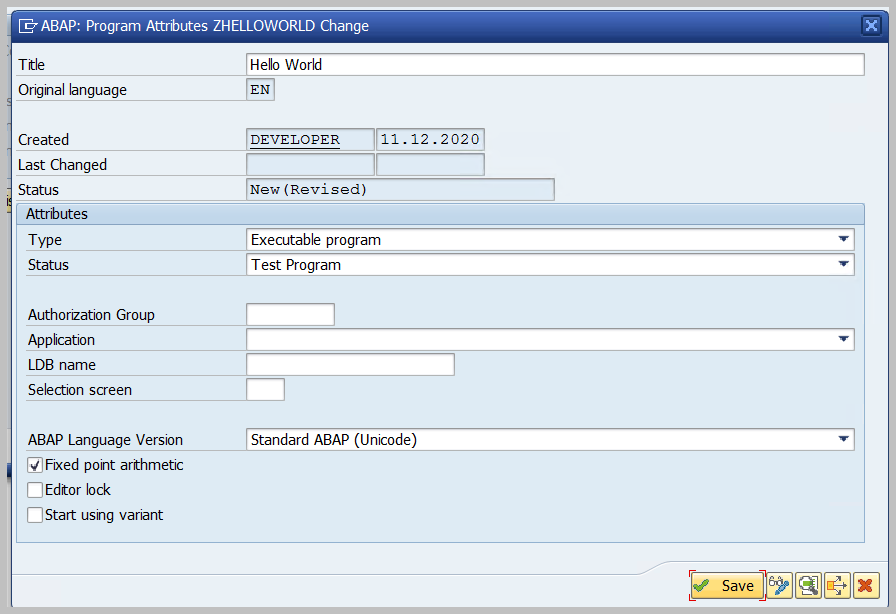 ABAP: Program Attributes ZHELLOWORLD Change
Title Hello World
Original language EN
Created DEVELOPER 11.12.2020
Last Changed
Status New(Revised)
Attributes
Type Executable program
Status Test Program
Authorization Group
Application
LDB name
Selection screen
ABAP Language Version Standard ABAP (Unicode)
Fixed point arithmetic
Editor lock
Start using variant
Save